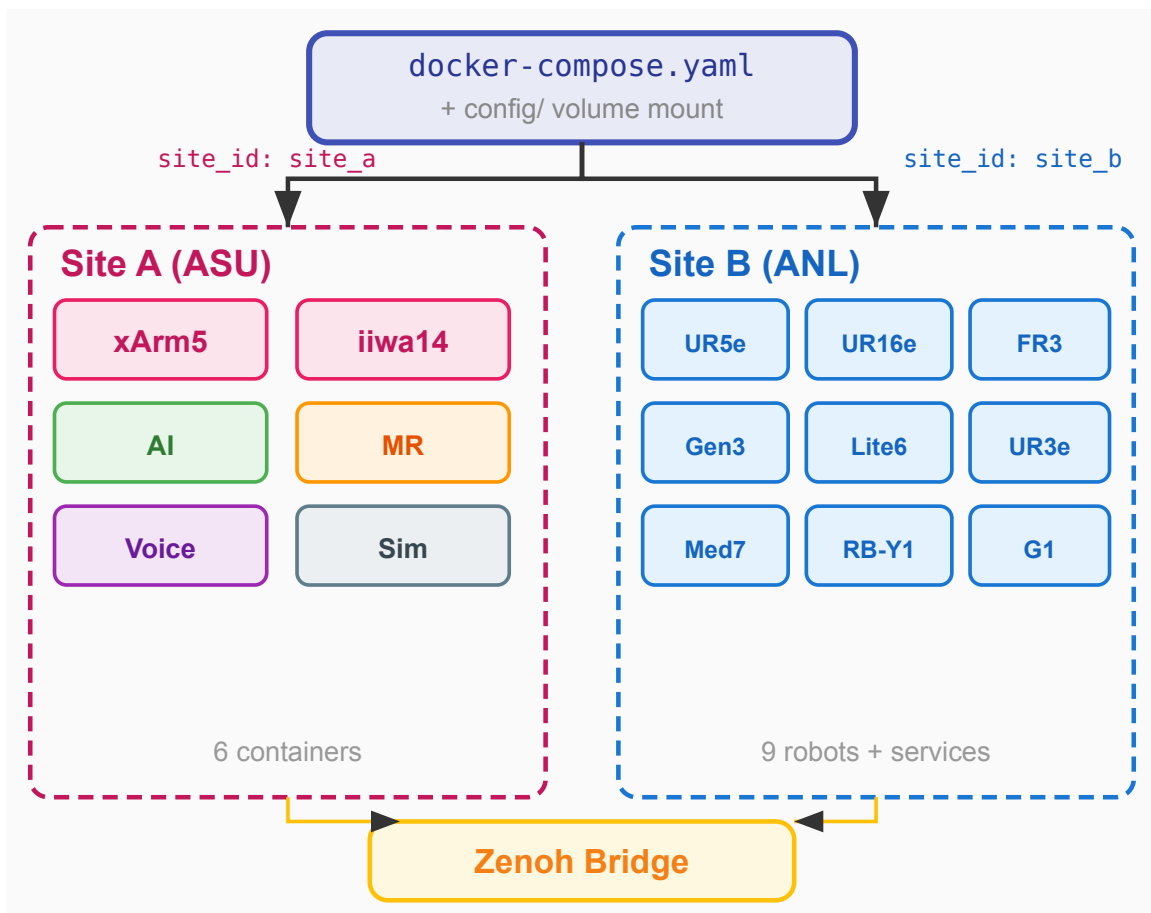 docker-compose.yaml
+ config/ volume mount
site_id: site_a
site_id: site_b
Site A (ASU)
xArm5
iiwa14
AI
MR
Voice
Sim
6 containers
Site B (ANL)
UR5e
UR16e
FR3
Gen3
Lite6
UR3e
Med7
RB-Y1
G1
9 robots + services
Zenoh Bridge